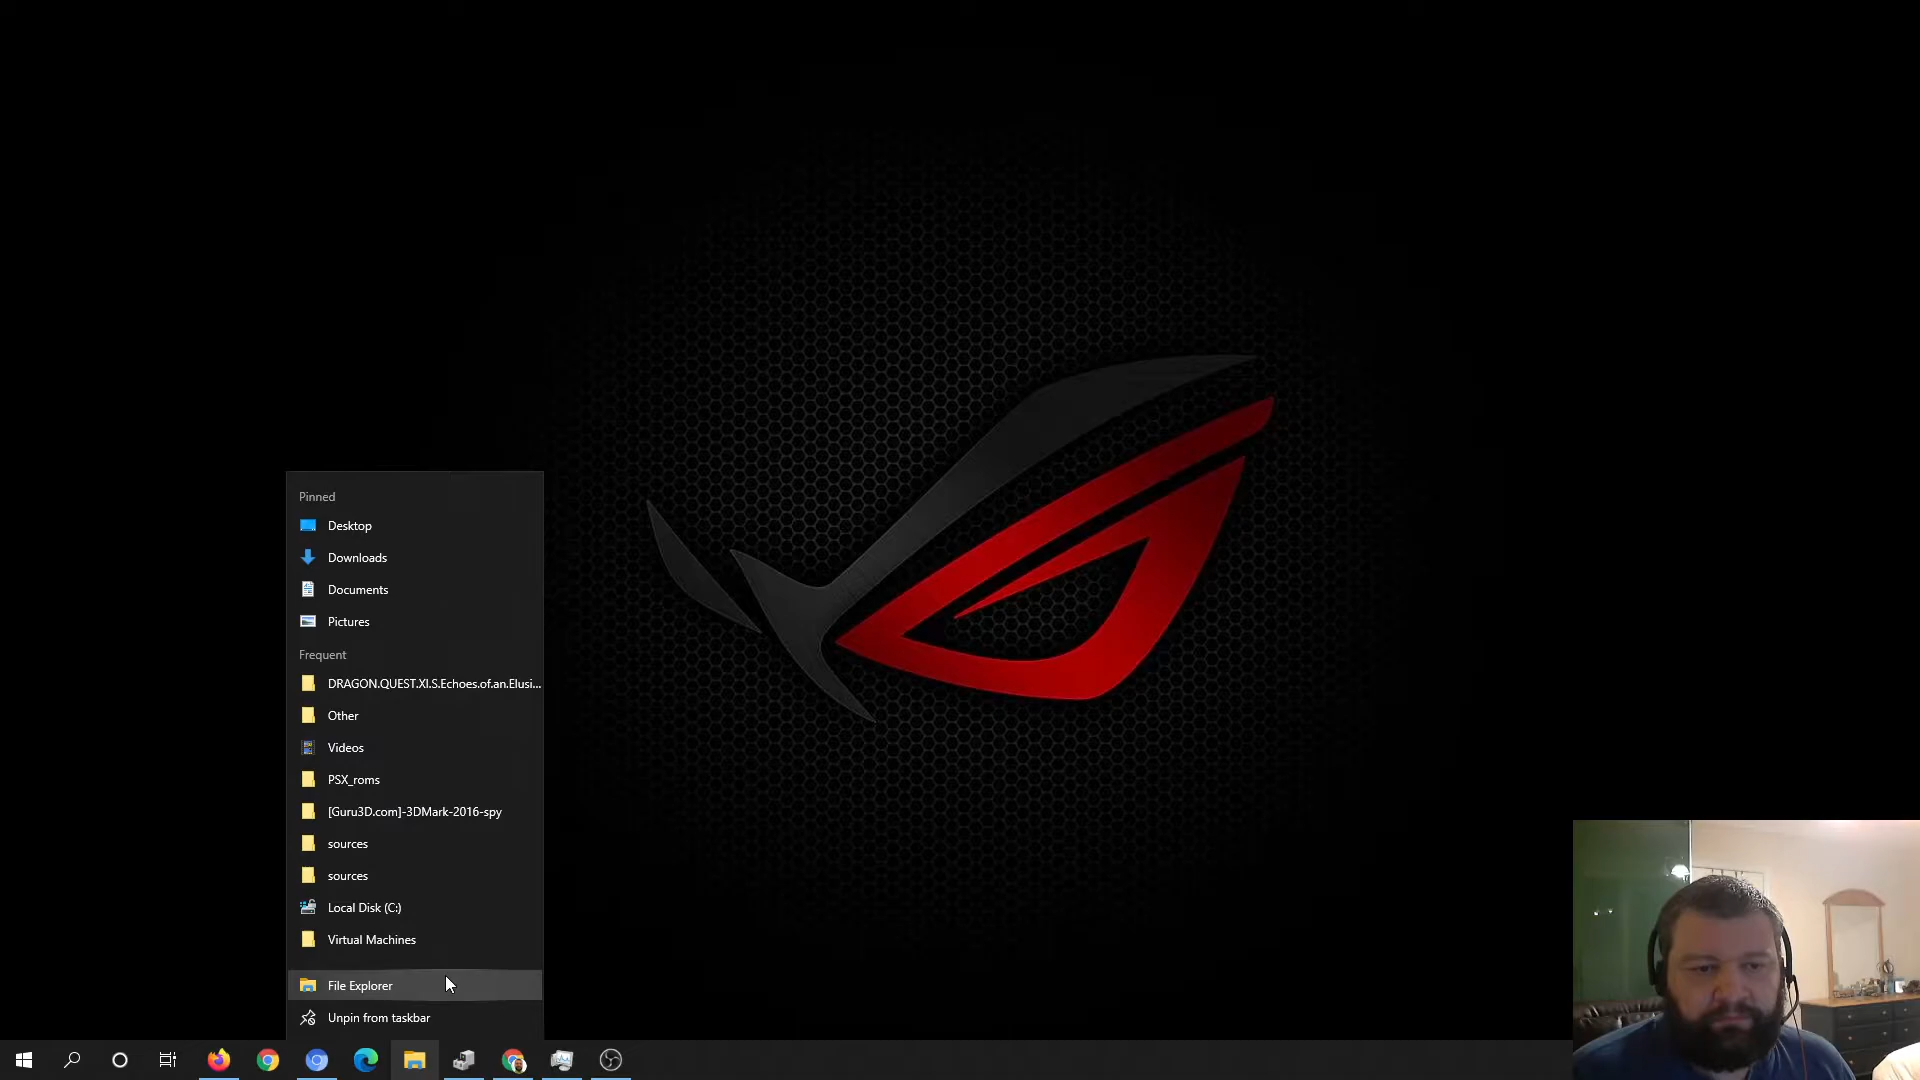 Pinned
Desktop
Downloads
Documents
Pictures
Frequent
DRAGON.QUEST.XI.S.Echoes.of.an.Elusi...
Other
Videos
PSX_roms
[Guru3D.com]-3DMark-2016-spy
sources
sources
Local Disk (C:)
Virtual Machines
File Explorer
Unpin from taskbar